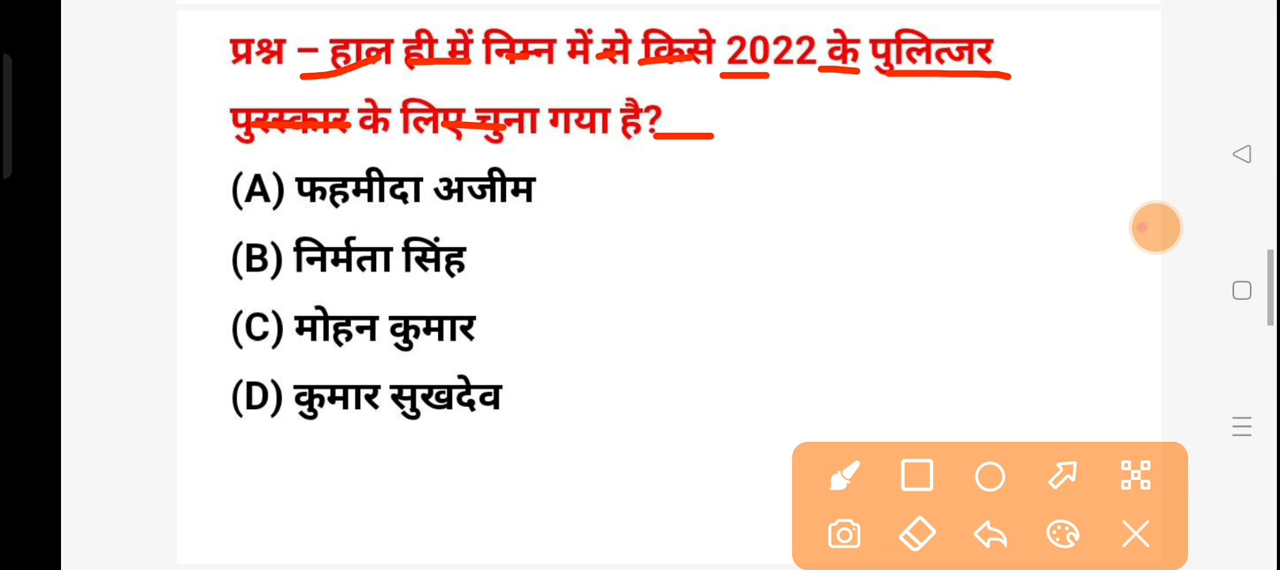 प्रश्न – हाल ही में निम्न में से किसे 2022 के पुलित्जर
पुरस्कार के लिए चुना गया है?
(A) फहमीदा अजीम
(B) निर्मता सिंह
(C) मोहन कुमार
(D) कुमार सुखदेव